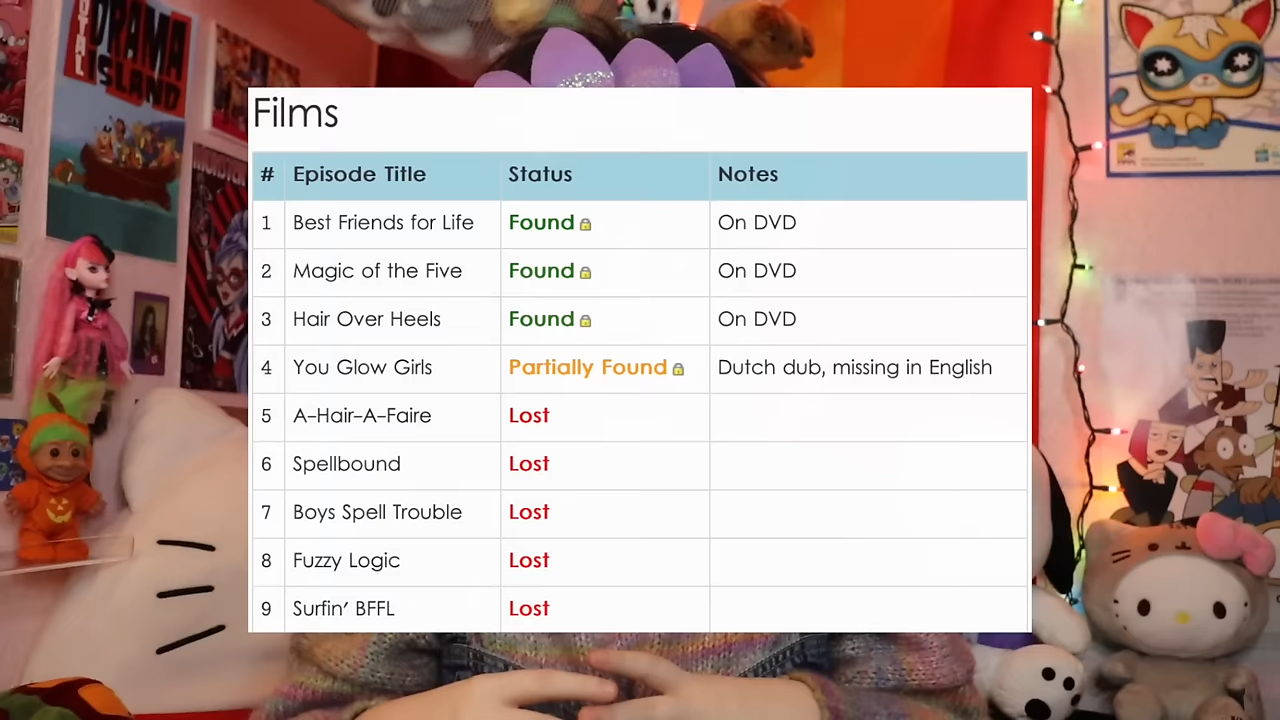 TOTAL
DRAMA
ISLAND
Films
# Episode Title Status Notes
1 Best Friends for Life Found On DVD
2 Magic of the Five Found On DVD
3 Hair Over Heels Found On DVD
4 You Glow Girls Partially Found Dutch dub, missing in English
5 A–Hair–A–Faire Lost
6 Spellbound Lost
7 Boys Spell Trouble Lost
8 Fuzzy Logic Lost
9 Surfin’ BFFL Lost